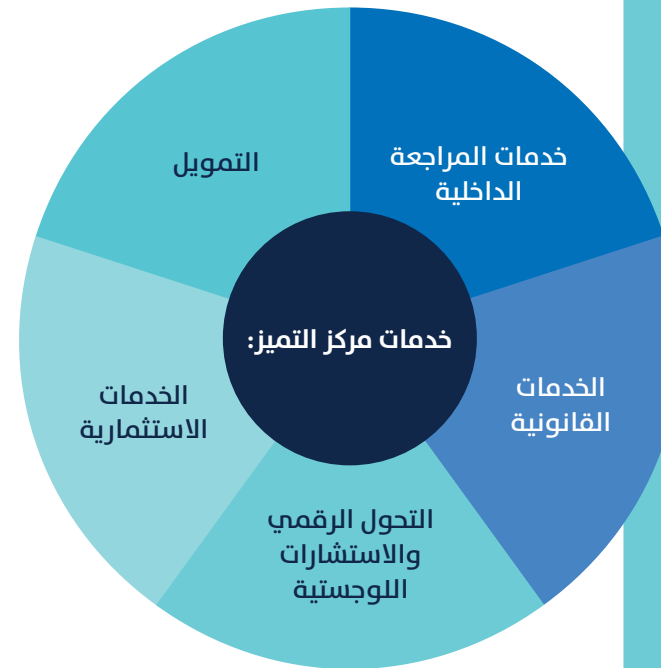 خدمات مركز التميز:
خدمات المراجعة
الداخلية
الخدمات
القانونية
التحول الرقمي
والاستشارات
اللوجستية
الخدمات
الاستثمارية
التمويل